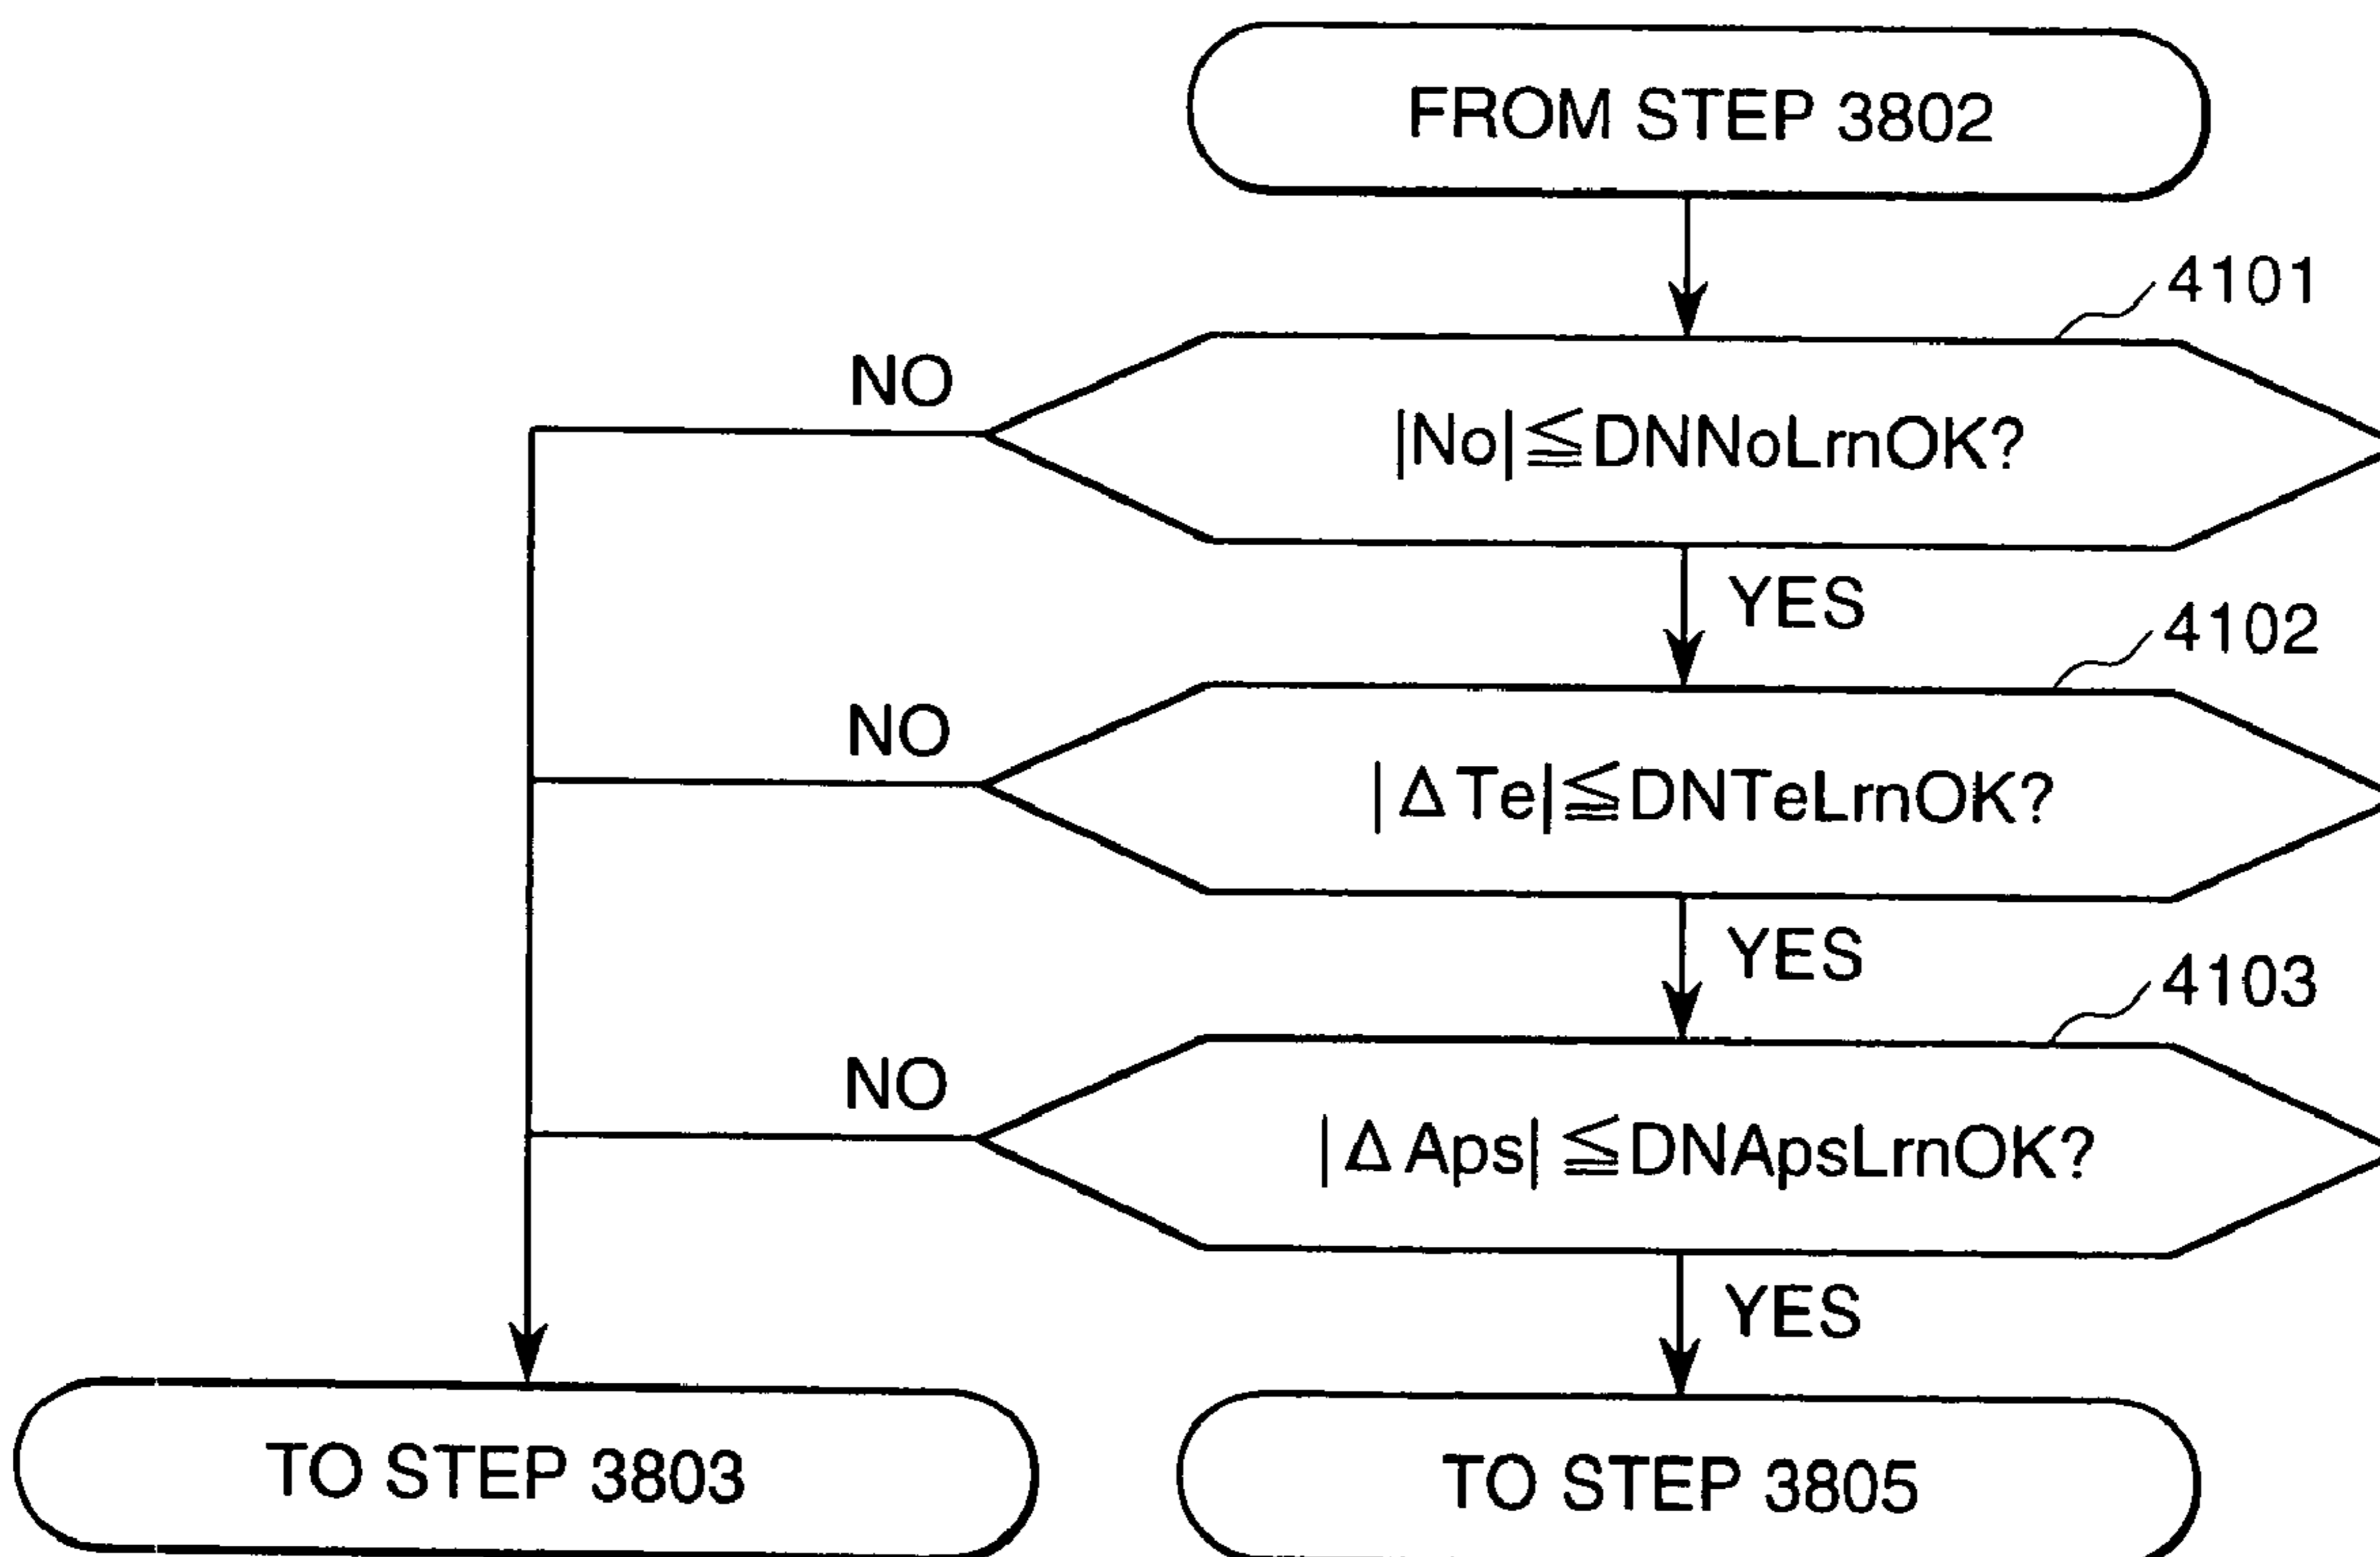 FROM STEP 3802
4101
NO
|No|≦DNNoLrnOK?
YES
4102
NO
|ΔTe|≦DNTeLrnOK?
YES
4103
NO
|ΔAps|≦DNApsLrnOK?
YES
TO STEP 3803
TO STEP 3805